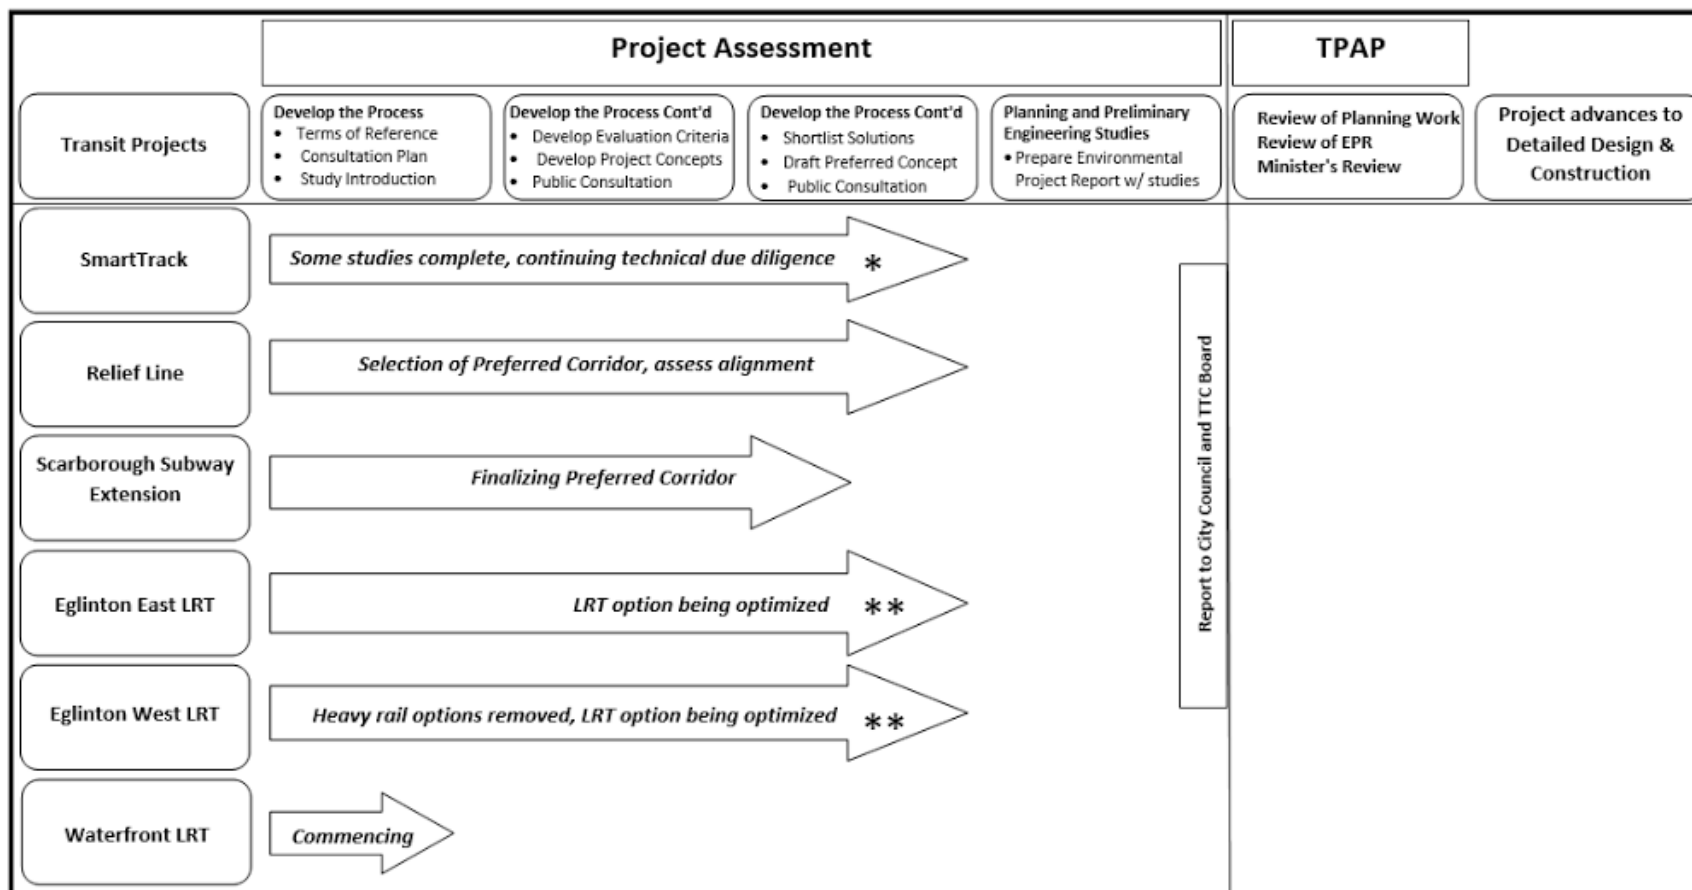 Project Assessment
TPAP
Transit Projects
Develop the Process
• Terms of Reference
• Consultation Plan
• Study Introduction
Develop the Process Cont'd
• Develop Evaluation Criteria
• Develop Project Concepts
• Public Consultation
Develop the Process Cont'd
• Shortlist Solutions
• Draft Preferred Concept
• Public Consultation
Planning and Preliminary
Engineering Studies
• Prepare Environmental
Project Report w/ studies
Review of Planning Work
Review of EPR
Minister's Review
Project advances to
Detailed Design &
Construction
SmartTrack
Some studies complete, continuing technical due diligence *
Relief Line
Selection of Preferred Corridor, assess alignment
Scarborough Subway
Extension
Finalizing Preferred Corridor
Eglinton East LRT
LRT option being optimized **
Eglinton West LRT
Heavy rail options removed, LRT option being optimized **
Waterfront LRT
Commencing
Report to City Council and TTC Board